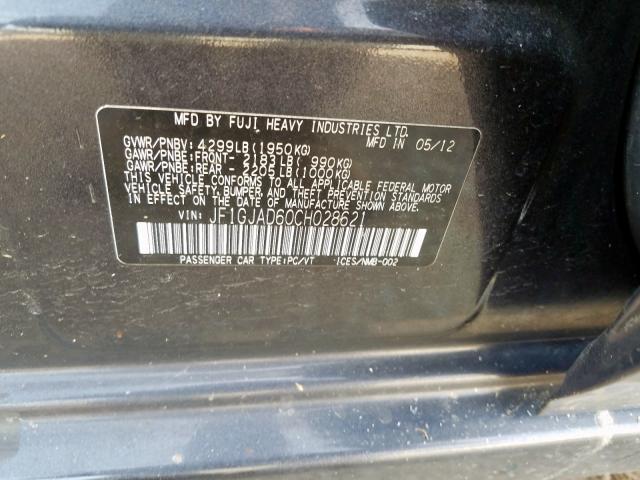 MFD BY FUJI HEAVY INDUSTRIES LTD.
GVWR/PNBV: 4299LB(1950KG) MFD IN 05/12
GAWR/PNBE:FRONT- 2183LB( 990KG)
GAWR/PNBE:REAR - 2205LB(1000KG)
THIS VEHICLE CONFORMS TO ALL APPLICABLE FEDERAL MOTOR
VEHICLE SAFETY, BUMPER, AND THEFT PREVENTION STANDARDS
IN EFFECT ON THE DATE OF MANUFACTURE SHOWN ABOVE.
VIN: JF1GJAD60CH028621
PASSENGER CAR TYPE:PC/VT ICES/NMB-002